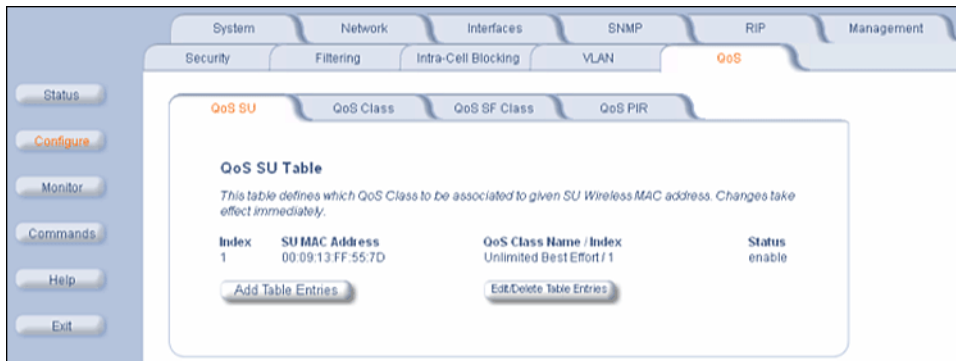 System Network Interfaces SNMP RIP Management
Security Filtering Intra-Cell Blocking VLAN QoS
Status
Configure
Monitor
Commands
Help
Exit
QoS SU QoS Class QoS SF Class QoS PIR
QoS SU Table
This table defines which QoS Class to be associated to given SU Wireless MAC address. Changes take
effect immediately.
Index SU MAC Address QoS Class Name / Index Status
1 00:09:13:FF:55:7D Unlimited Best Effort / 1 enable
Add Table Entries Edit/Delete Table Entries